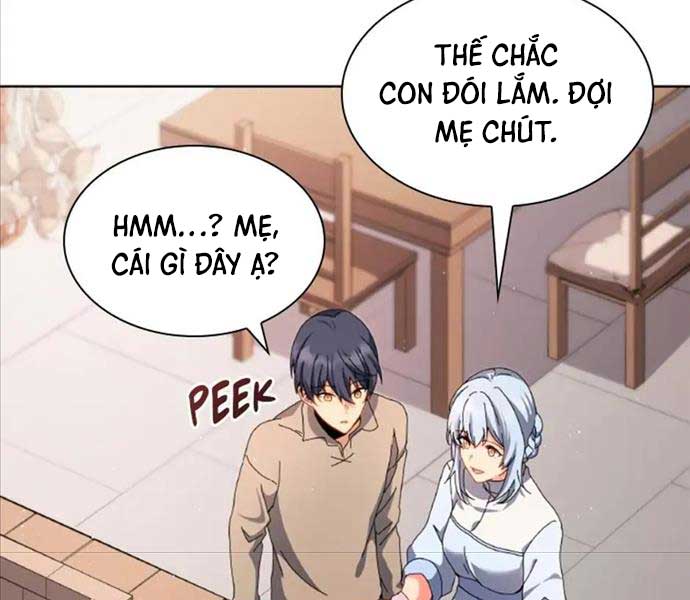 THẾ CHẮC
CON ĐÓI LẮM. ĐỢI
MẸ CHÚT.
HMM...? MẸ,
CÁI GÌ ĐÂY Ạ?
PEEK